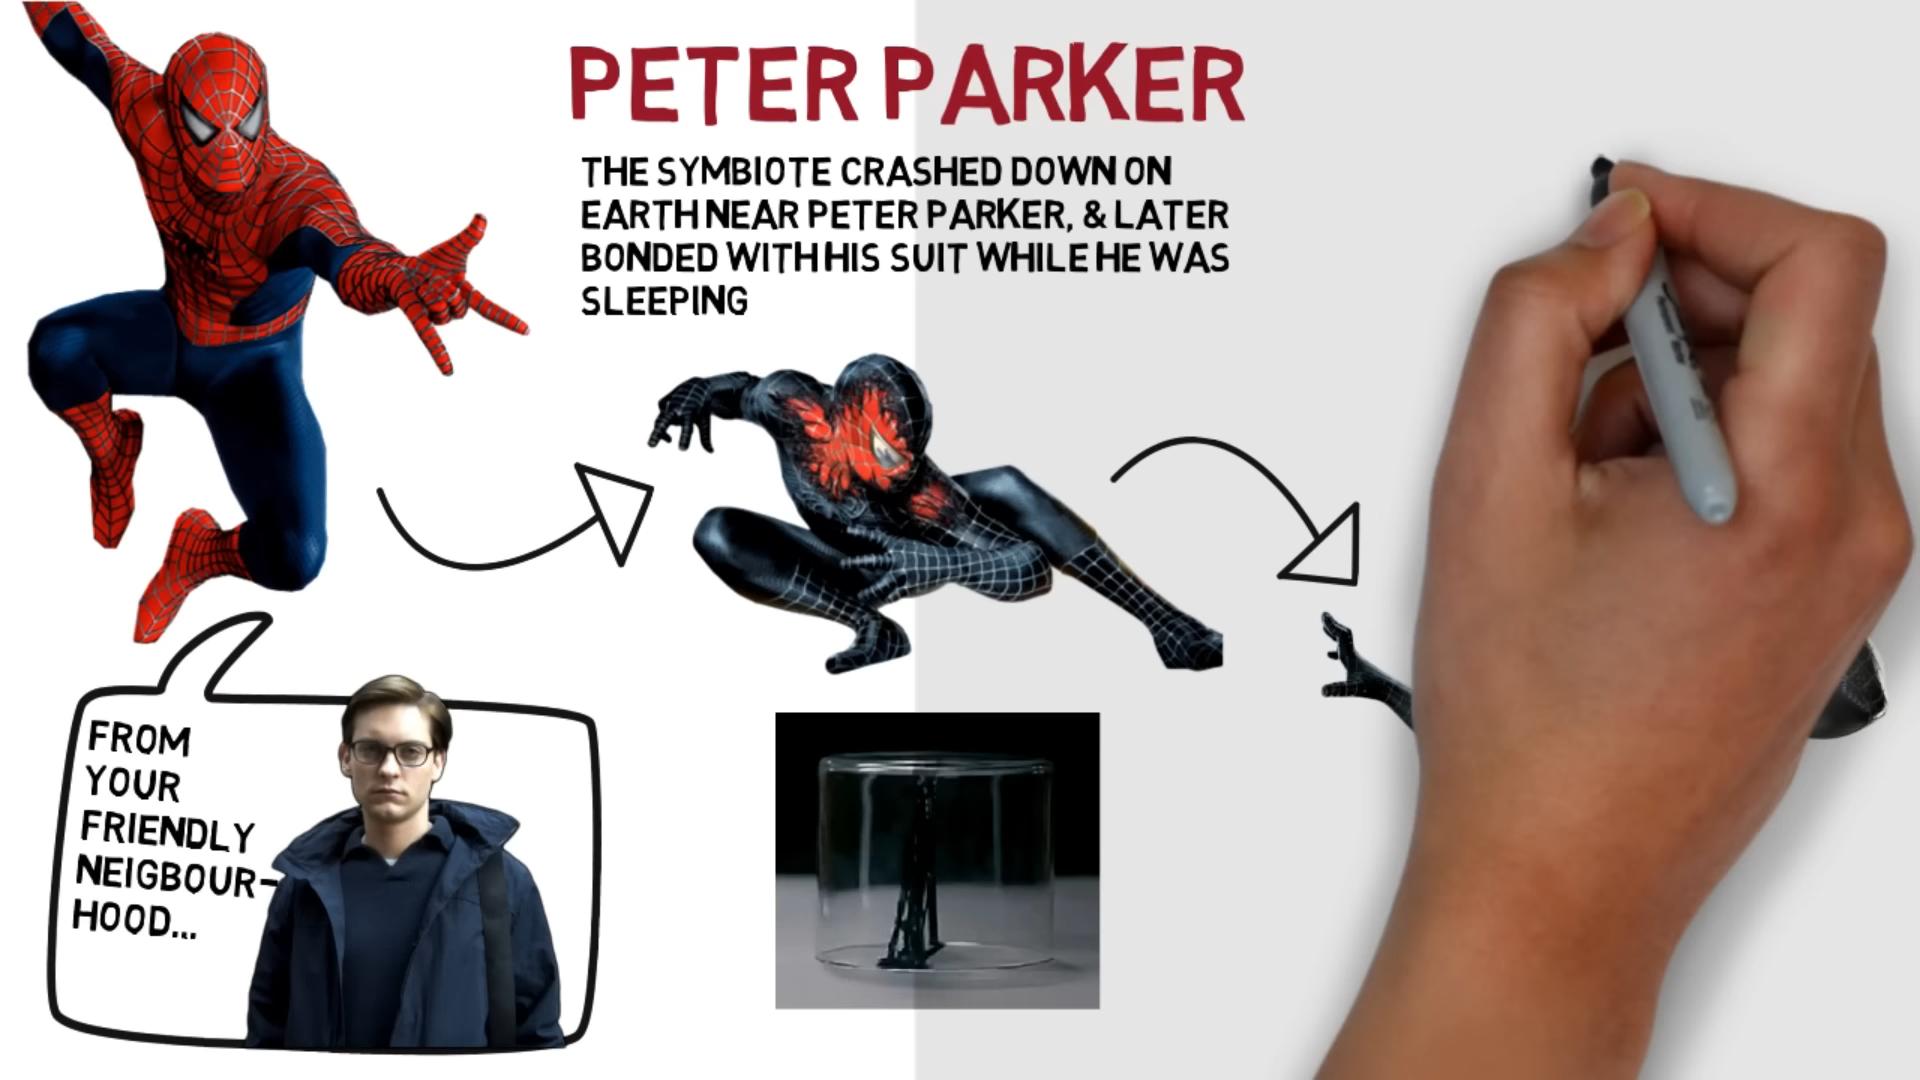 PETER PARKER
THE SYMBIOTE CRASHED DOWN ON
EARTH NEAR PETER PARKER, & LATER
BONDED WITH HIS SUIT WHILE HE WAS
SLEEPING
FROM
YOUR
FRIENDLY
NEIGBOUR-
HOOD...